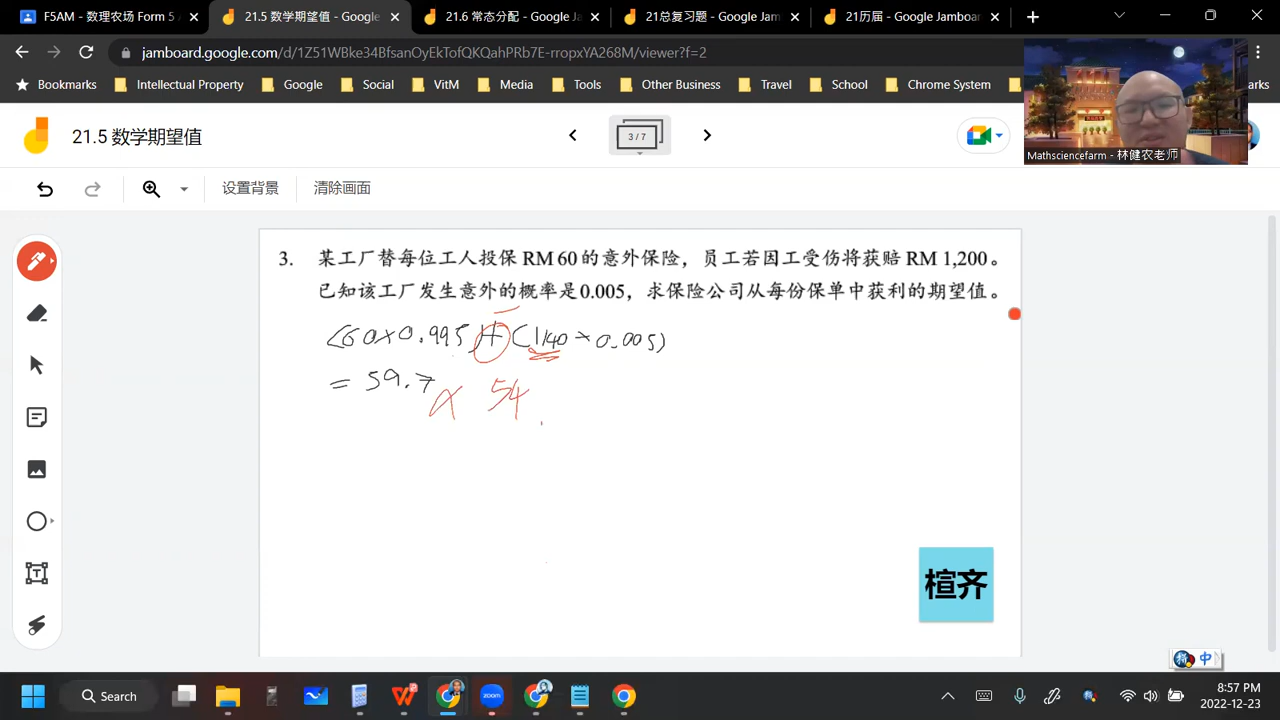 F5AM - 数理农场 Form 5 A
21.5 数学期望值 - Google
21.6 常态分配 - Google Ja
21总复习题 - Google Jam
21历届 - Google Jamboar
jamboard.google.com/d/1Z51WBke34BfsanOyEkTofQKQahPRb7E-rropxYA268M/viewer?f=2
Bookmarks
Intellectual Property
Google
Social
VitM
Media
Tools
Other Business
Travel
School
Chrome System
Mathsciencefarm - 林健农老师
21.5 数学期望值
3 / 7
设置背景
清除画面
3. 某工厂替每位工人投保 RM 60 的意外保险，员工若因工受伤将获赔 RM 1,200。
已知该工厂发生意外的概率是 0.005，求保险公司从每份保单中获利的期望值。
(60×0.995)+(1140×0.005)
= 59.7
54
楦齐
中
Search
8:57 PM
2022-12-23